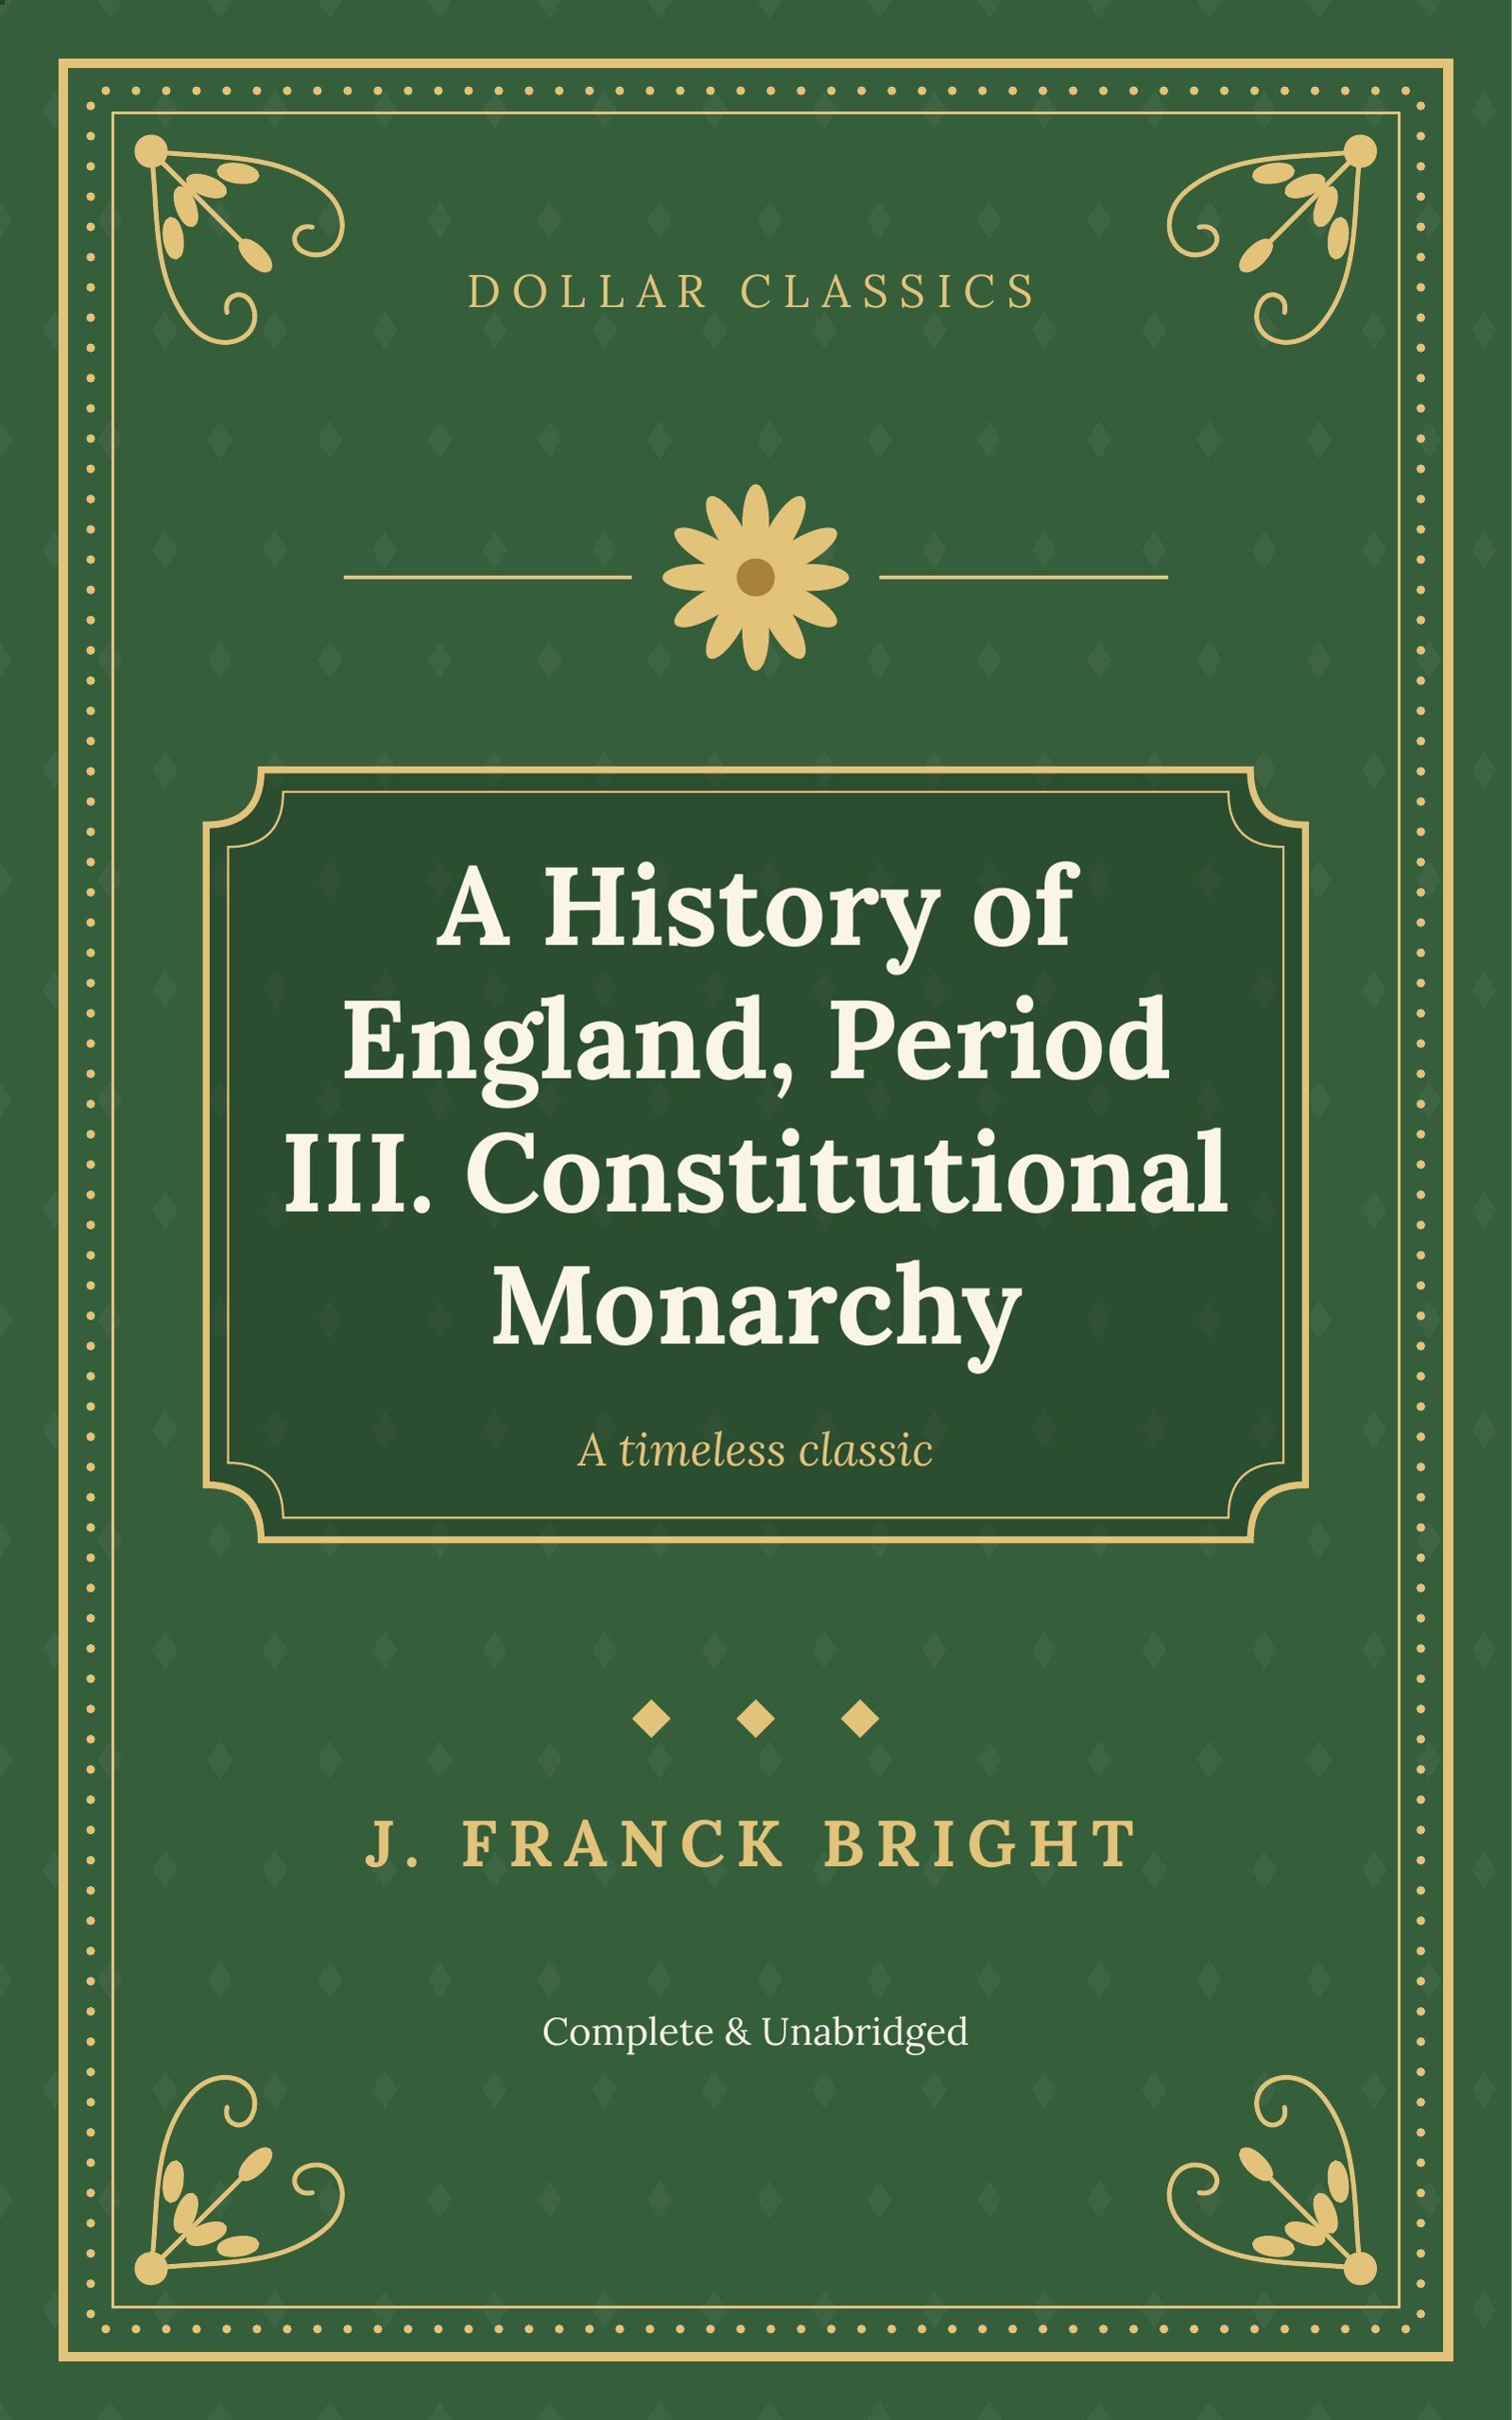 DOLLAR CLASSICS
A History of
England, Period
III. Constitutional
Monarchy
A timeless classic
J. FRANCK BRIGHT
Complete & Unabridged